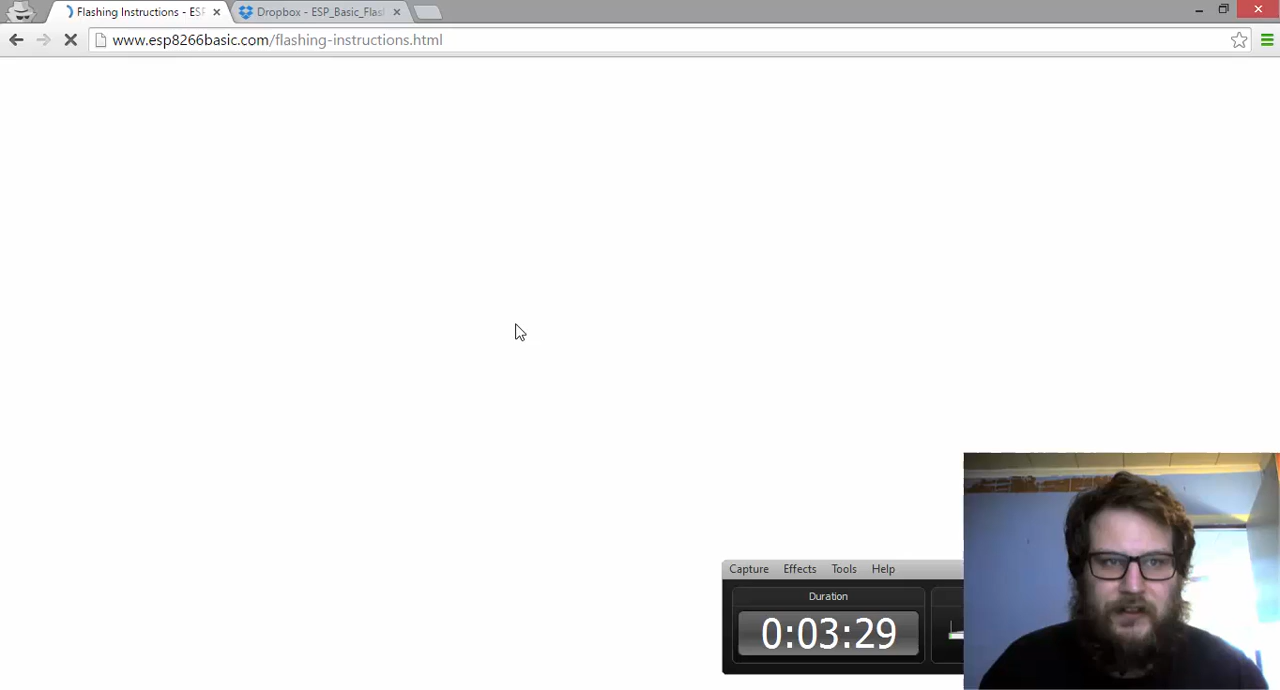 Flashing Instructions - ESP
Dropbox - ESP_Basic_Flas
www.esp8266basic.com/flashing-instructions.html
Capture Effects Tools Help
Duration
0:03:29